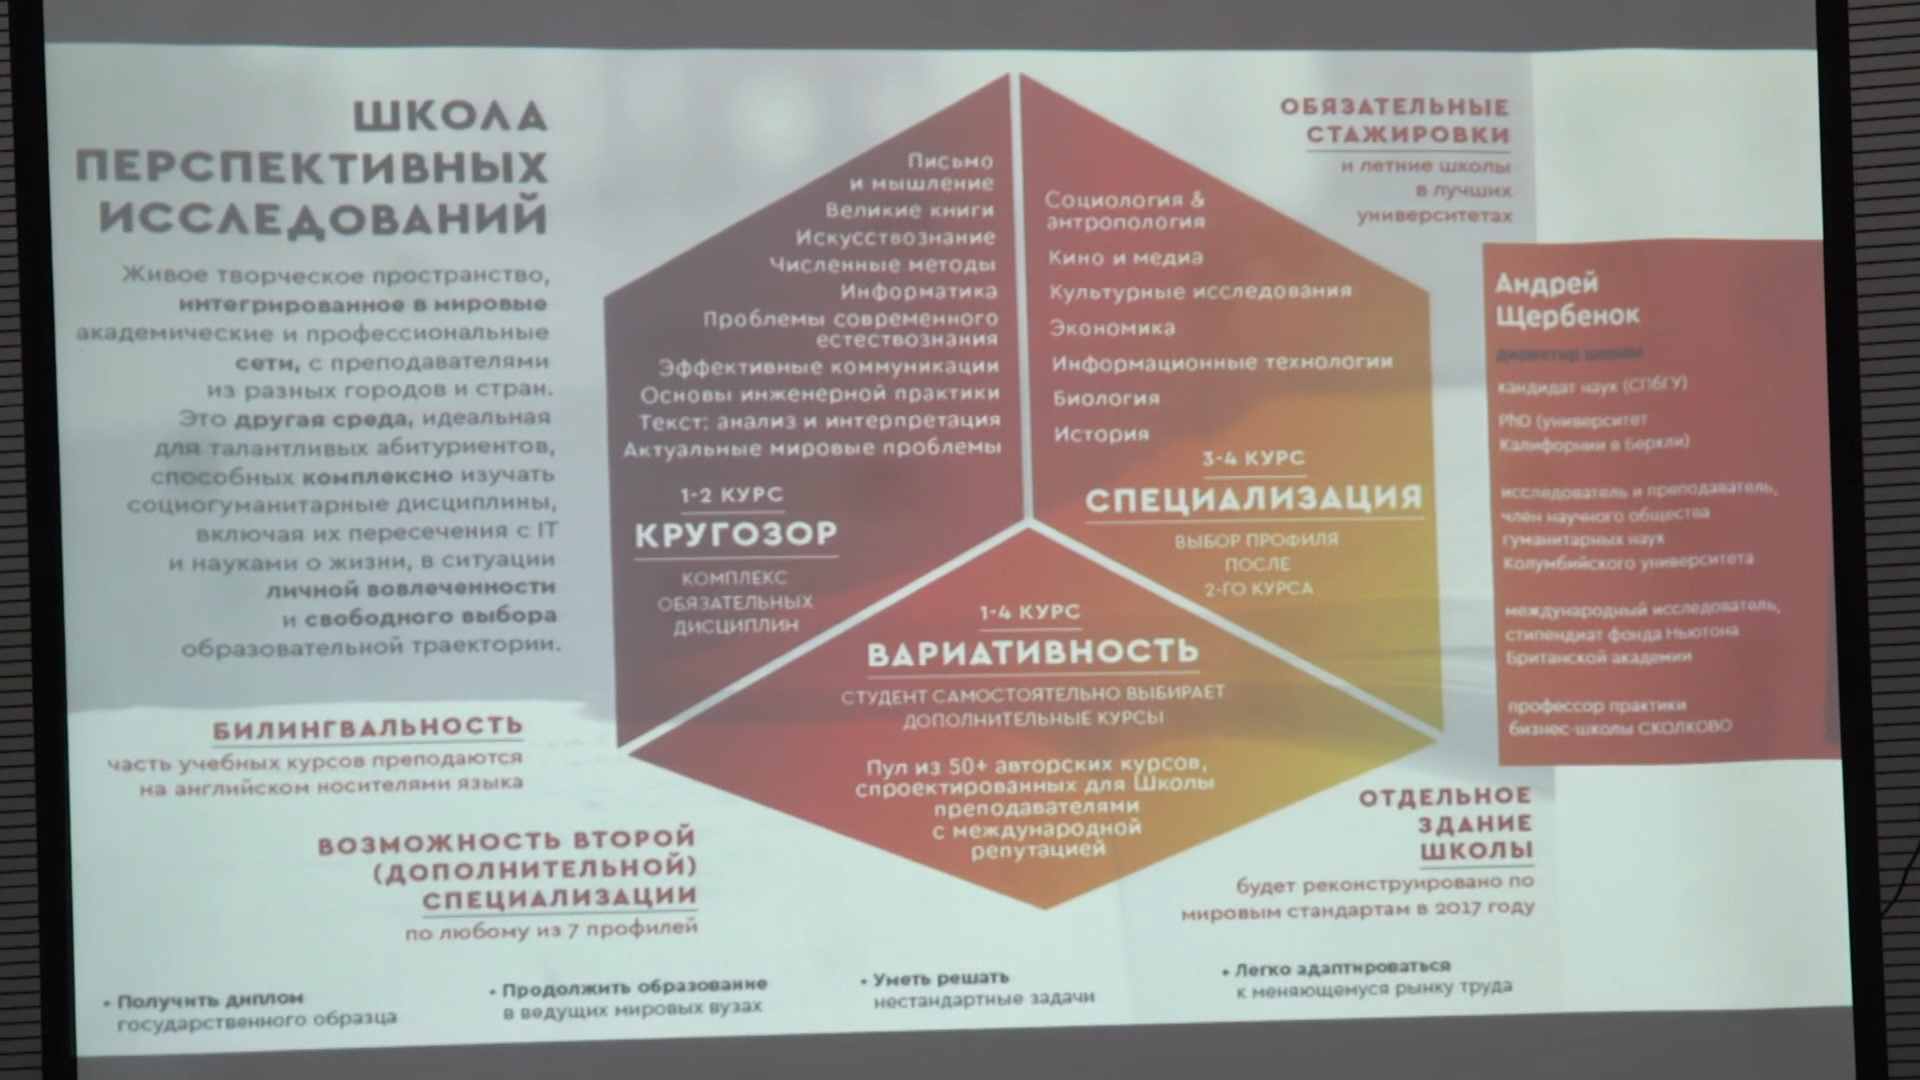 ШКОЛА
ПЕРСПЕКТИВНЫХ
ИССЛЕДОВАНИЙ
Живое творческое пространство,
интегрированное в мировые
академические и профессиональные
сети, с преподавателями
из разных городов и стран.
Это другая среда, идеальная
для талантливых абитуриентов,
способных комплексно изучать
социогуманитарные дисциплины,
включая их пересечения с IT
и науками о жизни, в ситуации
личной вовлеченности
и свободного выбора
образовательной траектории.
БИЛИНГВАЛЬНОСТЬ
часть учебных курсов преподаются
на английском носителями языка
ВОЗМОЖНОСТЬ ВТОРОЙ
(ДОПОЛНИТЕЛЬНОЙ)
СПЕЦИАЛИЗАЦИИ
по любому из 7 профилей
Письмо
и мышление
Великие книги
Искусствознание
Численные методы
Информатика
Проблемы современного
естествознания
Эффективные коммуникации
Основы инженерной практики
Текст: анализ и интерпретация
Актуальные мировые проблемы
1-2 КУРС
КРУГОЗОР
КОМПЛЕКС
ОБЯЗАТЕЛЬНЫХ
ДИСЦИПЛИН
Социология &
антропология
Кино и медиа
Культурные исследования
Экономика
Информационные технологии
Биология
История
3-4 КУРС
СПЕЦИАЛИЗАЦИЯ
ВЫБОР ПРОФИЛЯ
ПОСЛЕ
2-ГО КУРСА
1-4 КУРС
ВАРИАТИВНОСТЬ
СТУДЕНТ САМОСТОЯТЕЛЬНО ВЫБИРАЕТ
ДОПОЛНИТЕЛЬНЫЕ КУРСЫ
Пул из 50+ авторских курсов,
спроектированных для Школы
преподавателями
с международной
репутацией
ОБЯЗАТЕЛЬНЫЕ
СТАЖИРОВКИ
и летние школы
в лучших
университетах
Андрей
Щербенок
директор школы
кандидат наук (СПбГУ)
PhD (университет
Калифорнии в Беркли)
исследователь и преподаватель,
член научного общества
гуманитарных наук
Колумбийского университета
международный исследователь,
стипендиат фонда Ньютона
Британской академии
профессор практики
бизнес-школы СКОЛКОВО
ОТДЕЛЬНОЕ
ЗДАНИЕ
ШКОЛЫ
будет реконструировано по
мировым стандартам в 2017 году
• Получить диплом
государственного образца
• Продолжить образование
в ведущих мировых вузах
• Уметь решать
нестандартные задачи
• Легко адаптироваться
к меняющемуся рынку труда